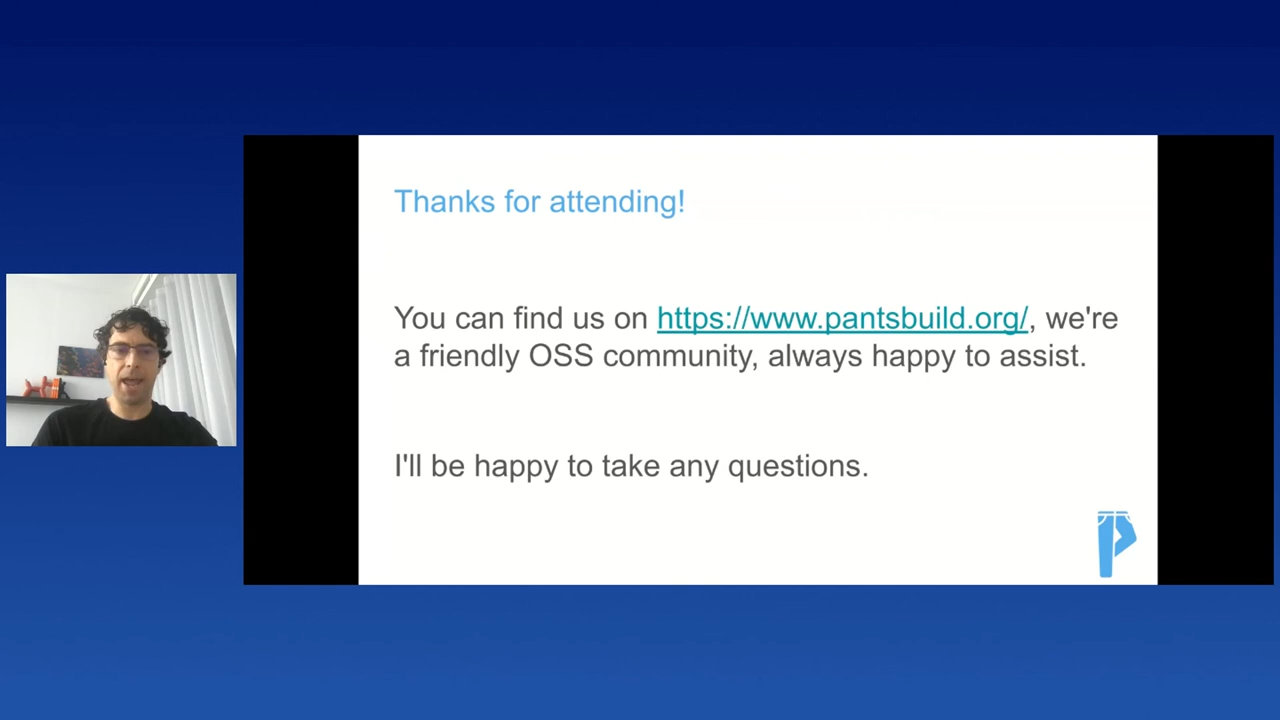 Thanks for attending!
You can find us on https://www.pantsbuild.org/, we're
a friendly OSS community, always happy to assist.
I'll be happy to take any questions.